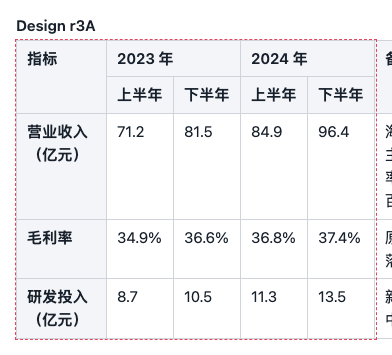 Design r3A
指标 2023 年 2024 年
上半年 下半年 上半年 下半年
营业收入 71.2 81.5 84.9 96.4
（亿元）
毛利率 34.9% 36.6% 36.8% 37.4%
研发投入 8.7 10.5 11.3 13.5
（亿元）